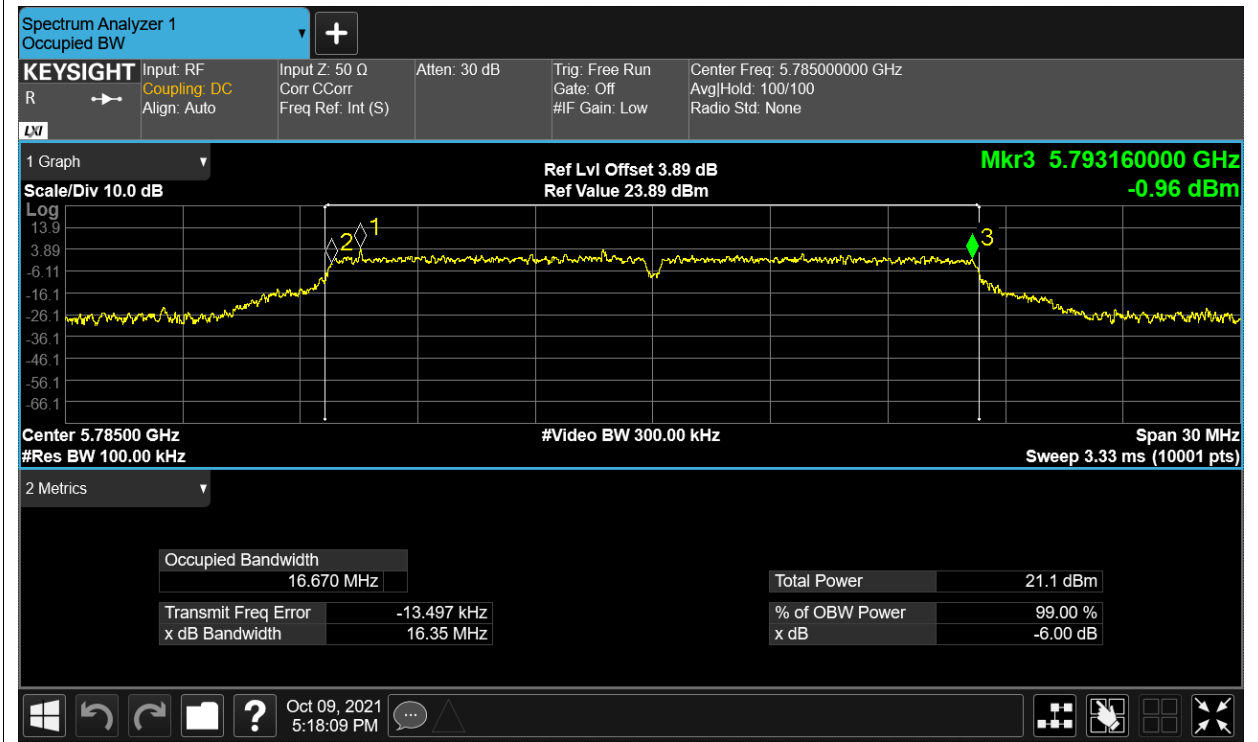 Spectrum Analyzer 1
Occupied BW
KEYSIGHT
R
LXI
Input: RF
Coupling: DC
Align: Auto
Input Z: 50 Ω
Corr CCorr
Freq Ref: Int (S)
Atten: 30 dB
Trig: Free Run
Gate: Off
#IF Gain: Low
Center Freq: 5.785000000 GHz
Avg|Hold: 100/100
Radio Std: None
1 Graph
Scale/Div 10.0 dB
Ref Lvl Offset 3.89 dB
Ref Value 23.89 dBm
Mkr3 5.793160000 GHz
-0.96 dBm
Log
13.9
3.89
-6.11
-16.1
-26.1
-36.1
-46.1
-56.1
-66.1
2
1
3
Center 5.78500 GHz
#Video BW 300.00 kHz
Span 30 MHz
#Res BW 100.00 kHz
Sweep 3.33 ms (10001 pts)
2 Metrics
Occupied Bandwidth
16.670 MHz
Total Power 21.1 dBm
Transmit Freq Error -13.497 kHz
% of OBW Power 99.00 %
x dB Bandwidth 16.35 MHz
x dB -6.00 dB
?
Oct 09, 2021
5:18:09 PM